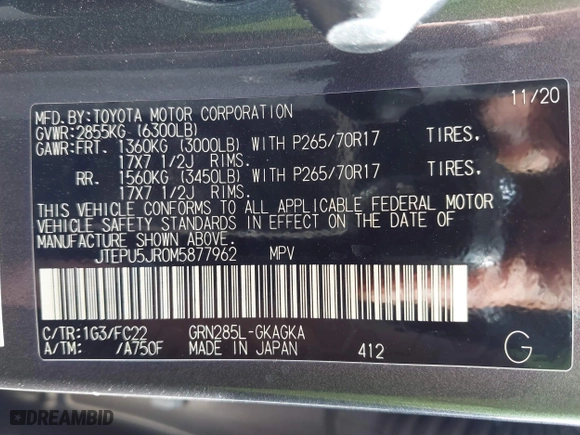 11/20
MFD.BY:TOYOTA MOTOR CORPORATION
GVWR:2855KG (6300LB)
GAWR:FRT. 1360KG (3000LB) WITH P265/70R17 TIRES.
17X7 1/2J RIMS.
RR. 1560KG (3450LB) WITH P265/70R17 TIRES.
17X7 1/2J RIMS.
THIS VEHICLE CONFORMS TO ALL APPLICABLE FEDERAL MOTOR
VEHICLE SAFETY STANDARDS IN EFFECT ON THE DATE OF
MANUFACTURE SHOWN ABOVE.
JTEPU5JR0M5877962 MPV
C/TR:1G3/FC22 GRN285L-GKAGKA
A/TM: /A750F MADE IN JAPAN 412 G
DREAMBID